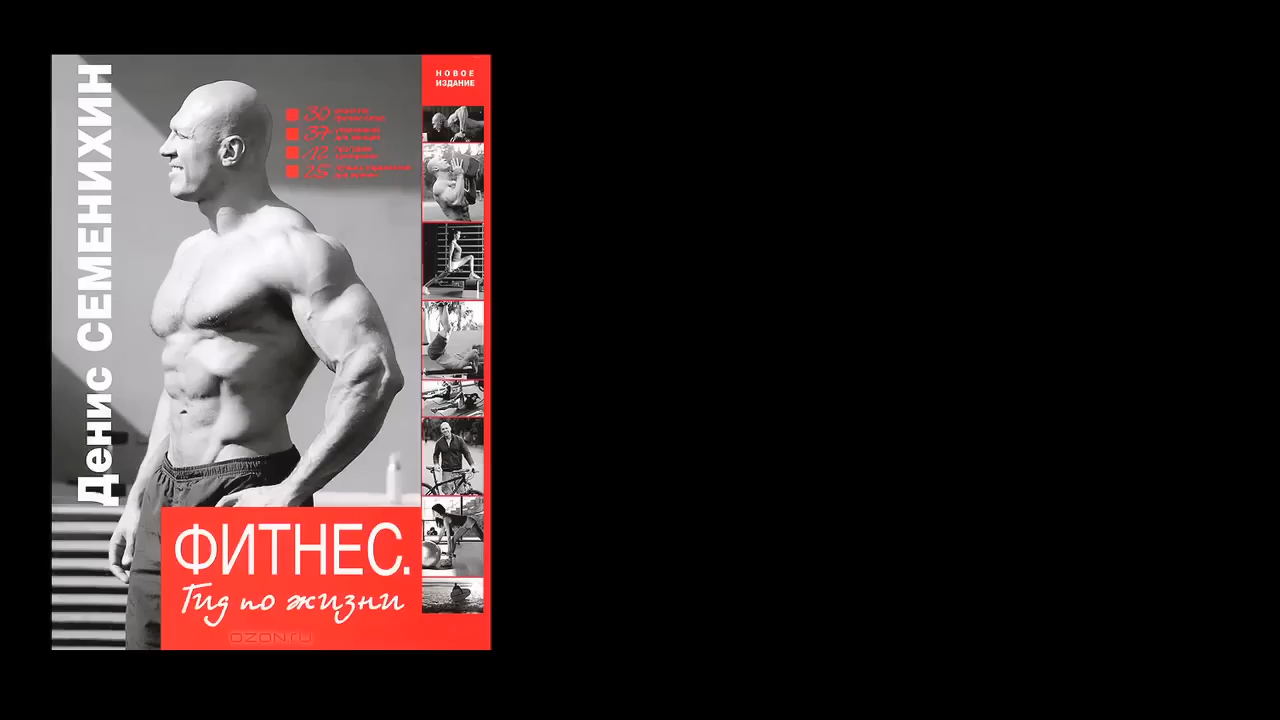 Денис СЕМЕНИХИН
НОВОЕ
ИЗДАНИЕ
30
37
12
25
ФИТНЕС.
Гид по жизни
OZON.RU